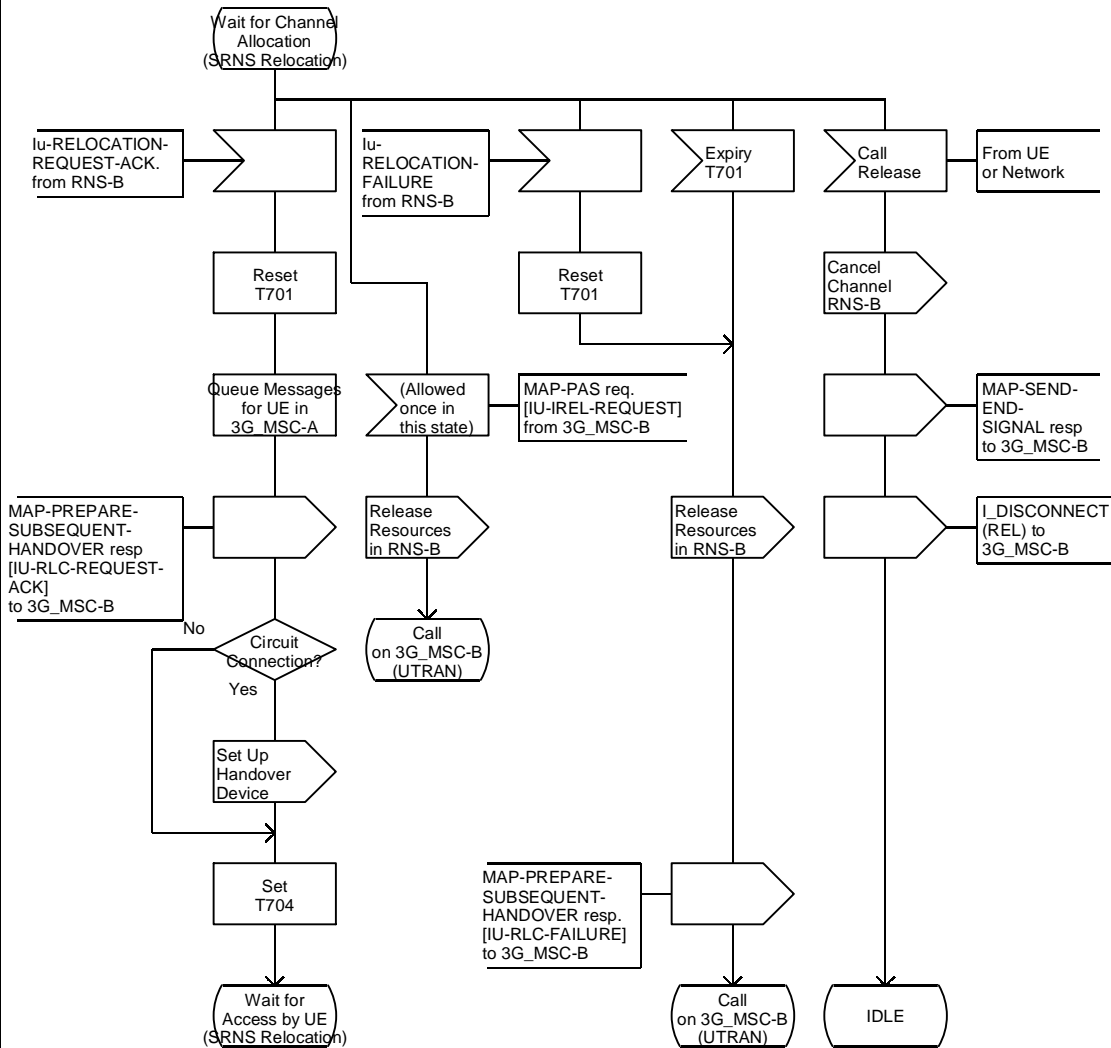 Wait for Channel
Allocation
(SRNS Relocation)
Iu-RELOCATION-
REQUEST-ACK.
from RNS-B
Iu-
RELOCATION-
FAILURE
from RNS-B
Expiry
T701
Call
Release
From UE
or Network
Reset
T701
Reset
T701
Cancel
Channel
RNS-B
Queue Messages
for UE in
3G_MSC-A
(Allowed
once in
this state)
MAP-PAS req.
[IU-IREL-REQUEST]
from 3G_MSC-B
MAP-SEND-
END-
SIGNAL resp
to 3G_MSC-B
MAP-PREPARE-
SUBSEQUENT-
HANDOVER resp
[IU-RLC-REQUEST-
ACK]
to 3G_MSC-B
Release
Resources
in RNS-B
Release
Resources
in RNS-B
I_DISCONNECT
(REL) to
3G_MSC-B
No
Circuit
Connection?
Yes
Call
on 3G_MSC-B
(UTRAN)
Set Up
Handover
Device
Set
T704
MAP-PREPARE-
SUBSEQUENT-
HANDOVER resp.
[IU-RLC-FAILURE]
to 3G_MSC-B
Wait for
Access by UE
(SRNS Relocation)
Call
on 3G_MSC-B
(UTRAN)
IDLE